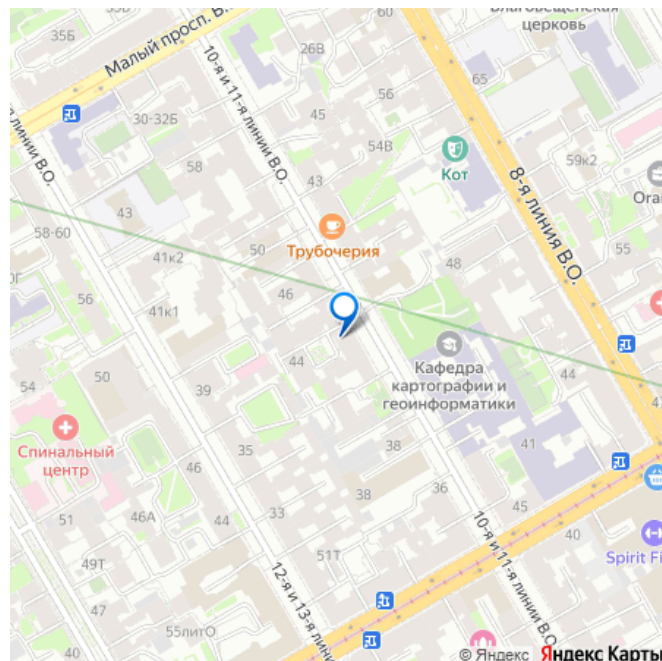 Благовещенская
церковь
35Б
35
26В
Малый просп. В.
65
10-я и 11-я линии В.О.
56
45
30-32Б
54В
58
59к2
Кот
Oran
43
43
8-я линия В.О.
58-60
50
Трубочерия
55
41к2
48
46
56
41к1
44
44
Кафедра
картографии и
геоинформатики
50
39
54
Спинальный
центр
35
38
41
46
38
36
33
45
40
51
46А
44
10-я и 11-я линии В.О.
Spirit Fi
51Т
49Т
12-я и 13-я линии
47
55литО
© Яндекс Яндекс Карты